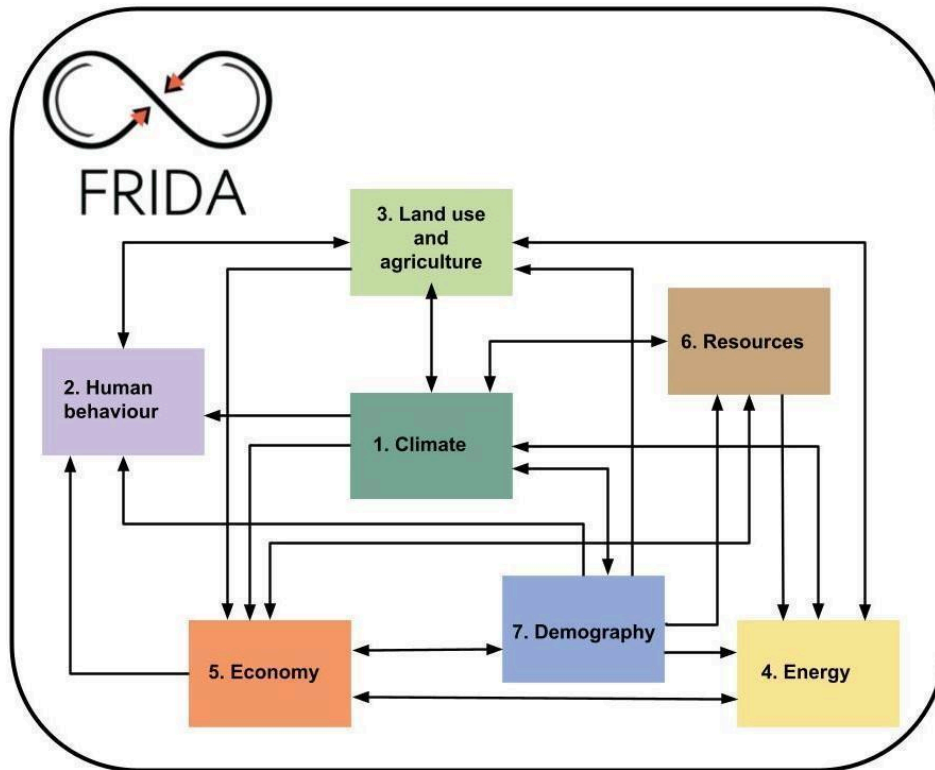 FRIDA
3. Land use
and
agriculture
6. Resources
2. Human
behaviour
1. Climate
7. Demography
5. Economy
4. Energy